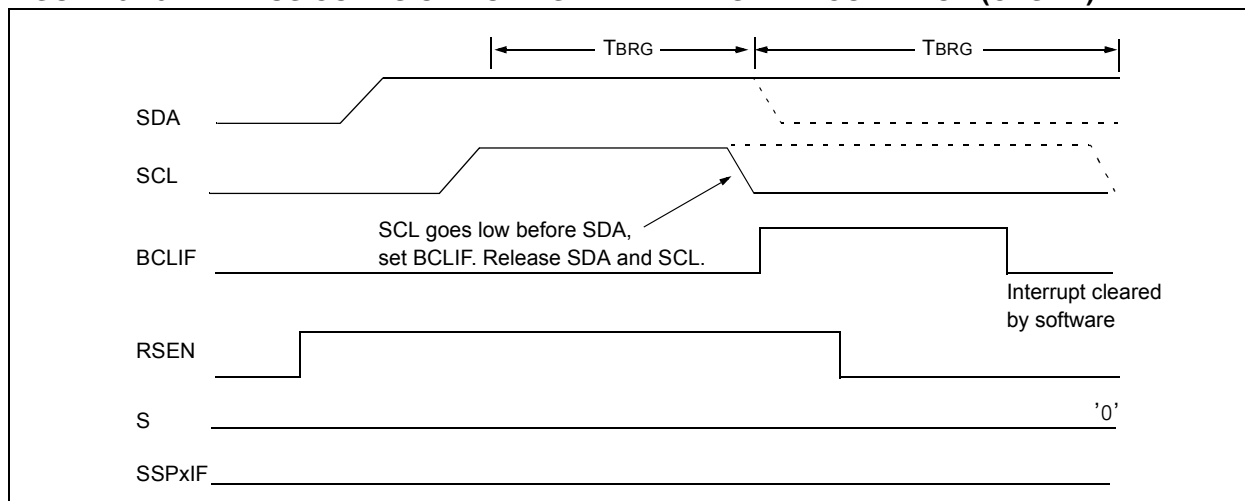 TBRG
TBRG
SDA
SCL
SCL goes low before SDA,
set BCLIF. Release SDA and SCL.
BCLIF
Interrupt cleared
by software
RSEN
S
'0'
SSPxIF